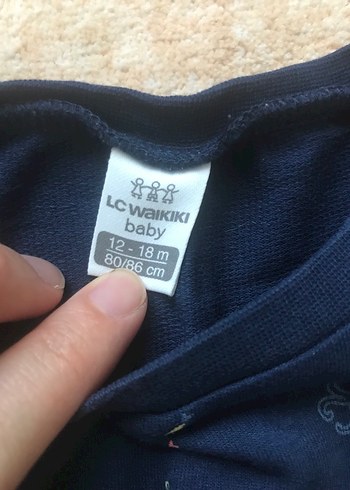 LC WAIKIKI
baby
12 - 18 m
80/86 cm